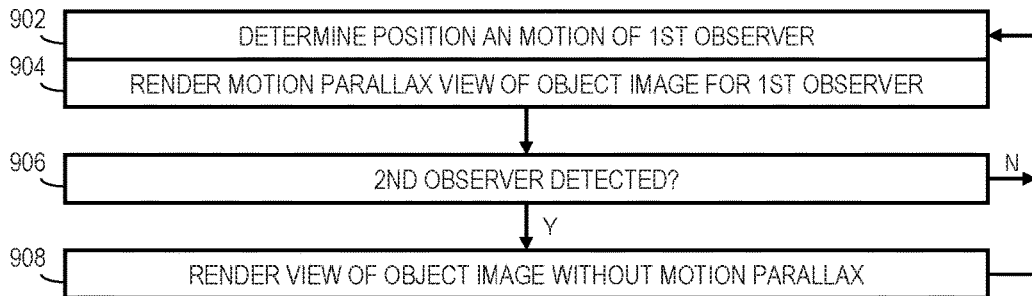 902
DETERMINE POSITION AN MOTION OF 1ST OBSERVER
904
RENDER MOTION PARALLAX VIEW OF OBJECT IMAGE FOR 1ST OBSERVER
906
2ND OBSERVER DETECTED?
N
Y
908
RENDER VIEW OF OBJECT IMAGE WITHOUT MOTION PARALLAX